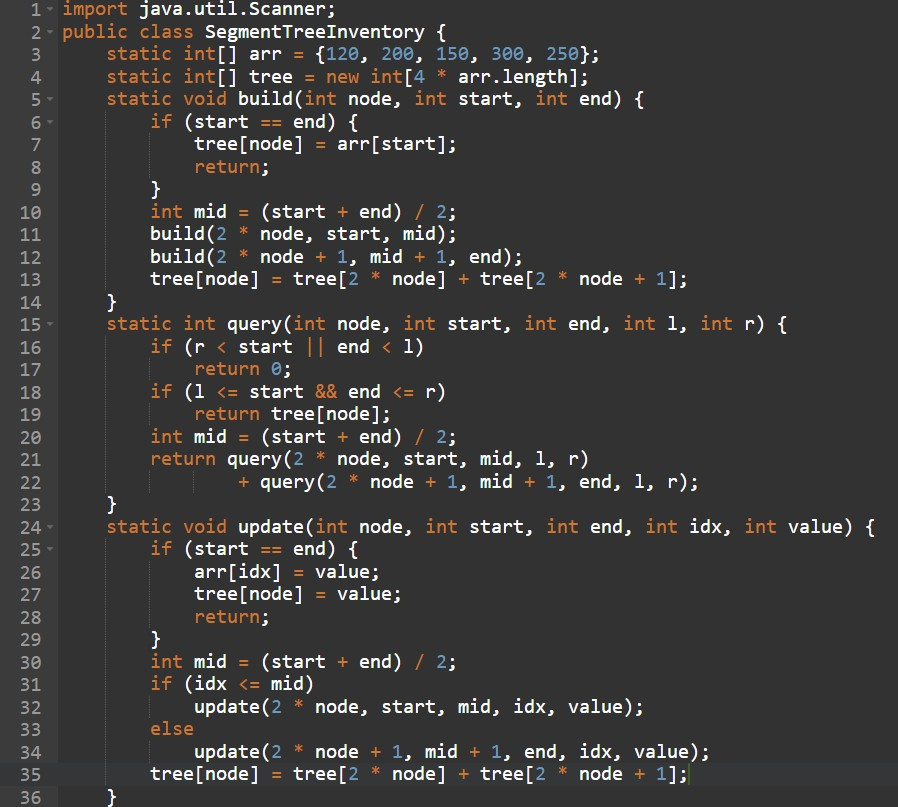 1 import java.util.Scanner;
2 public class SegmentTreeInventory {
3     static int[] arr = {120, 200, 150, 300, 250};
4     static int[] tree = new int[4 * arr.length];
5     static void build(int node, int start, int end) {
6         if (start == end) {
7             tree[node] = arr[start];
8             return;
9         }
10         int mid = (start + end) / 2;
11         build(2 * node, start, mid);
12         build(2 * node + 1, mid + 1, end);
13         tree[node] = tree[2 * node] + tree[2 * node + 1];
14     }
15     static int query(int node, int start, int end, int l, int r) {
16         if (r < start || end < l)
17             return 0;
18         if (l <= start && end <= r)
19             return tree[node];
20         int mid = (start + end) / 2;
21         return query(2 * node, start, mid, l, r)
22                 + query(2 * node + 1, mid + 1, end, l, r);
23     }
24     static void update(int node, int start, int end, int idx, int value) {
25         if (start == end) {
26             arr[idx] = value;
27             tree[node] = value;
28             return;
29         }
30         int mid = (start + end) / 2;
31         if (idx <= mid)
32             update(2 * node, start, mid, idx, value);
33         else
34             update(2 * node + 1, mid + 1, end, idx, value);
35         tree[node] = tree[2 * node] + tree[2 * node + 1];
36     }